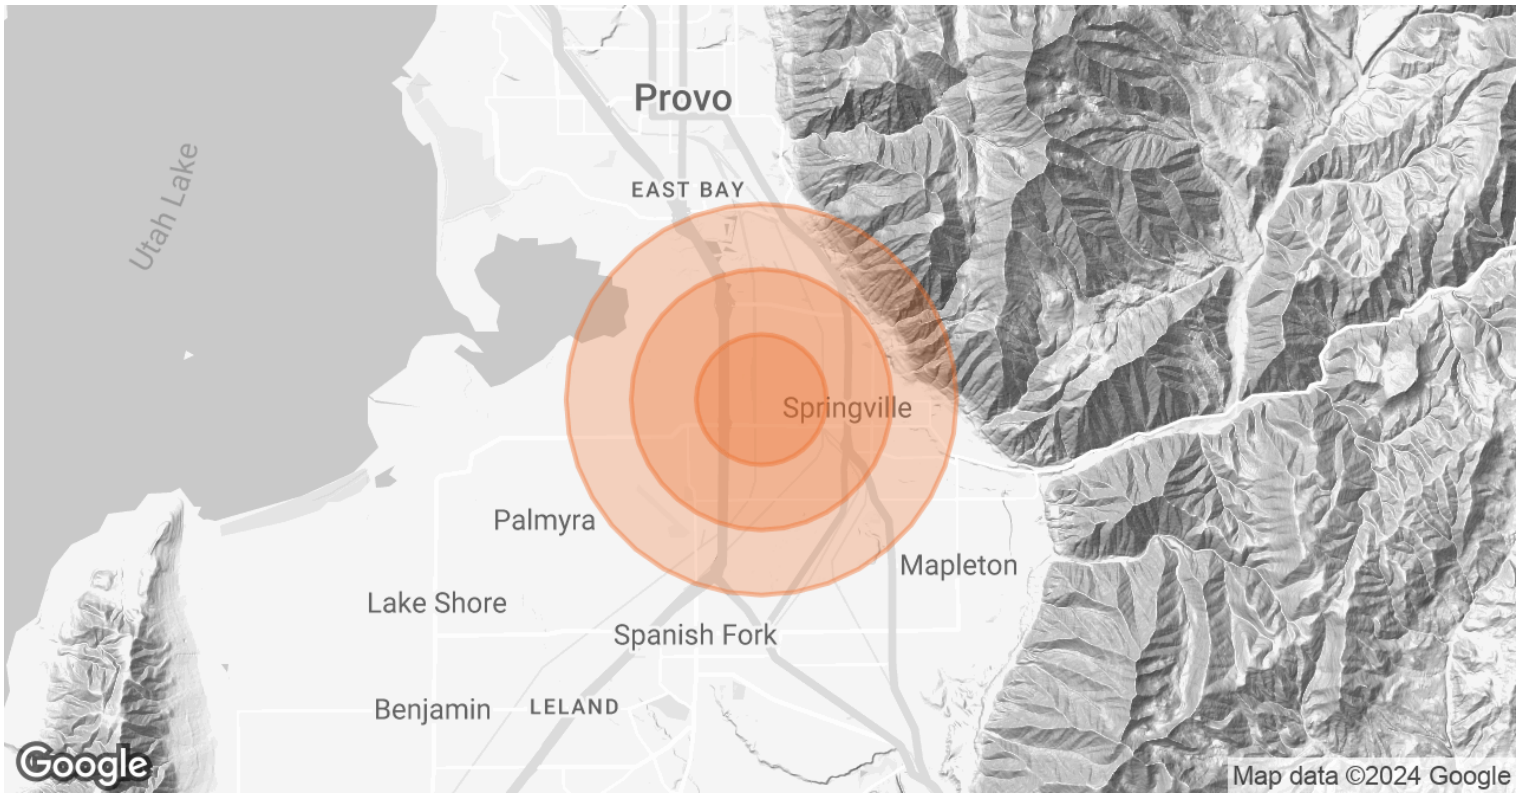 Provo
Utah Lake
EAST BAY
Springville
Palmyra
Mapleton
Lake Shore
Spanish Fork
Benjamin
LELAND
Google
Map data ©2024 Google